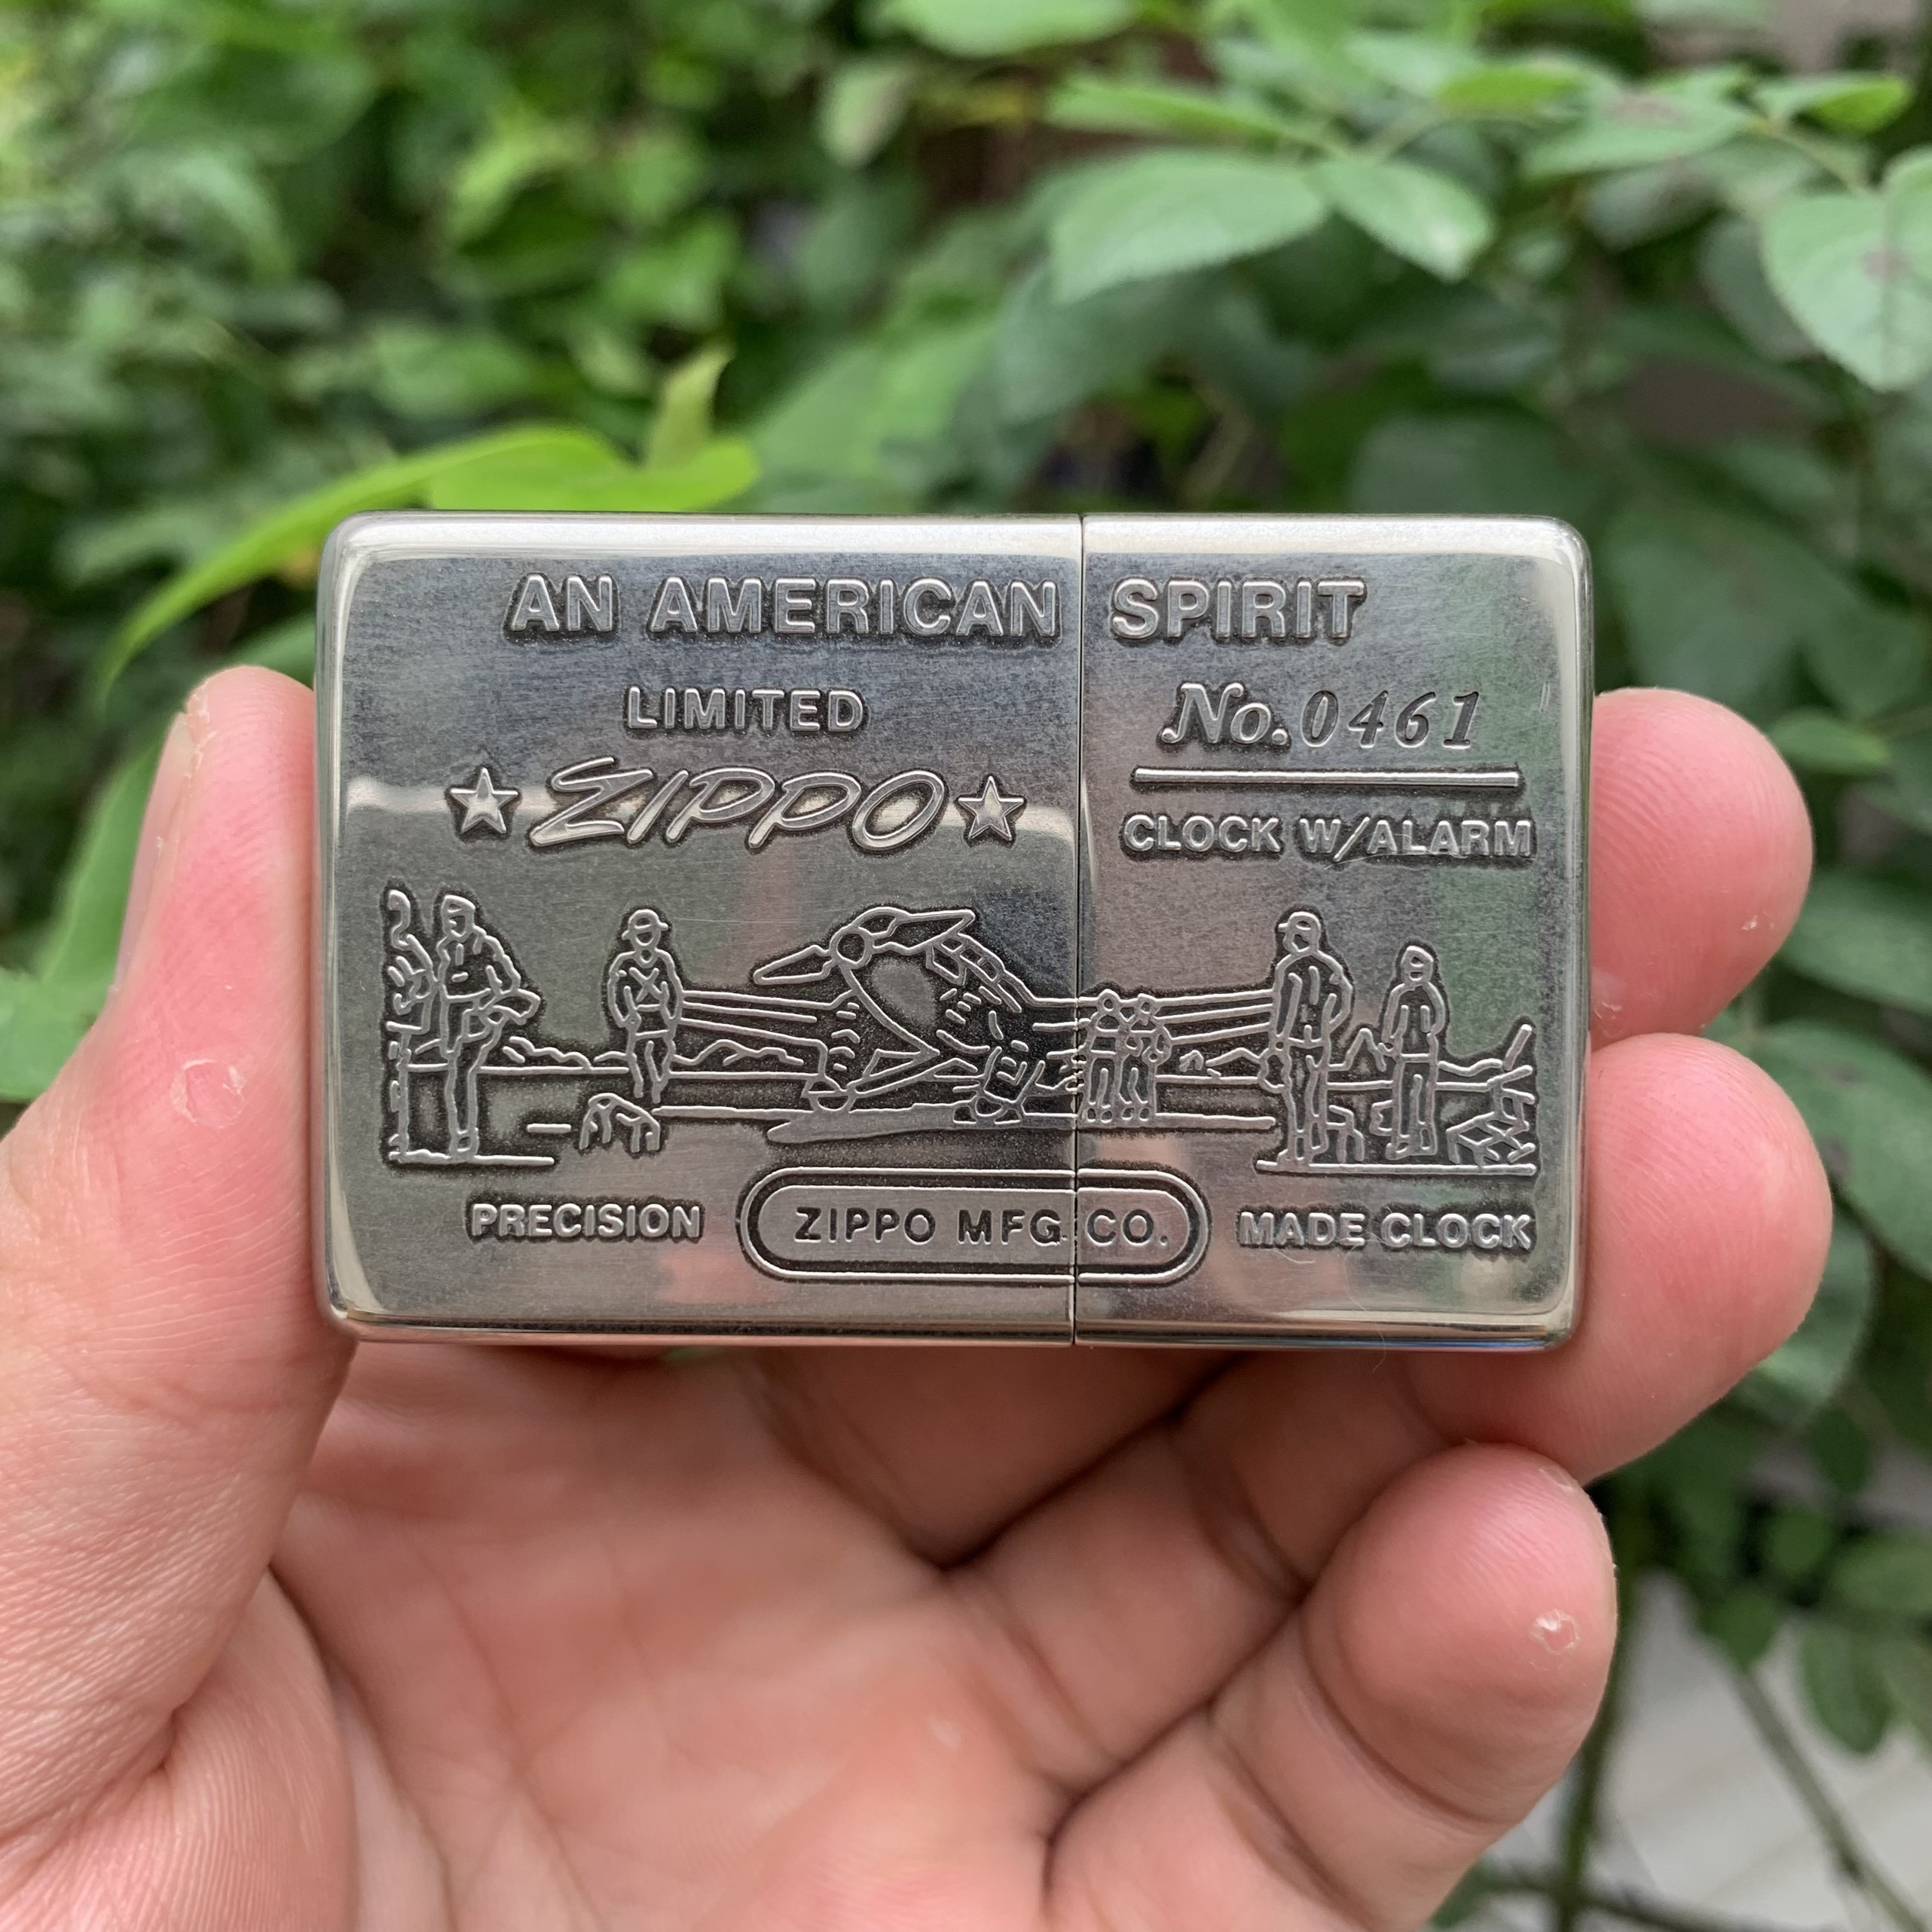 AN AMERICAN SPIRIT
LIMITED
ZIPPO
No. 0461
CLOCK W/ALARM
PRECISION ZIPPO MFG CO. MADE CLOCK